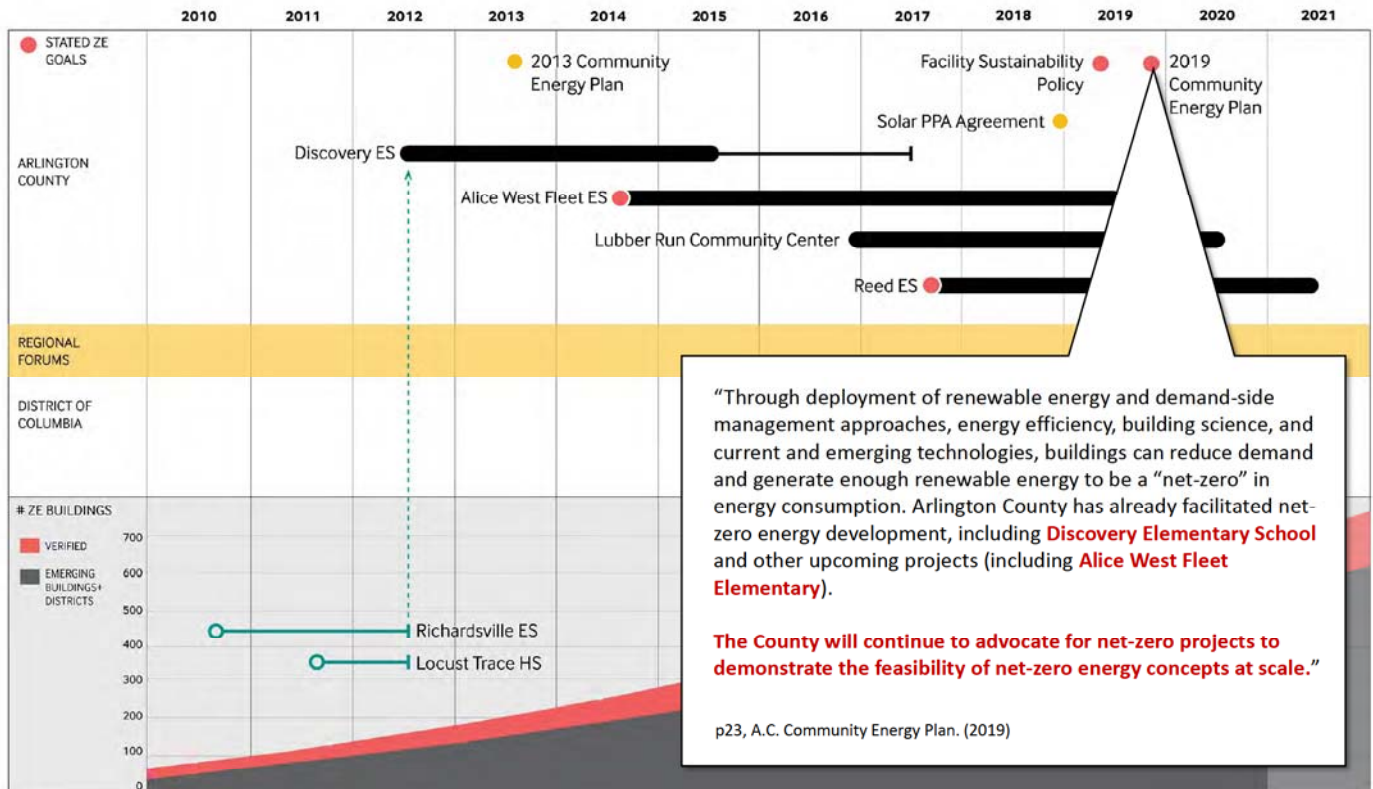 2010 2011 2012 2013 2014 2015 2016 2017 2018 2019 2020 2021
STATED ZE
GOALS
2013 Community
Energy Plan
Facility Sustainability
Policy
2019
Community
Energy Plan
Solar PPA Agreement
ARLINGTON
COUNTY
Discovery ES
Alice West Fleet ES
Lubber Run Community Center
Reed ES
REGIONAL
FORUMS
DISTRICT OF
COLUMBIA
“Through deployment of renewable energy and demand-side
management approaches, energy efficiency, building science, and
current and emerging technologies, buildings can reduce demand
and generate enough renewable energy to be a “net-zero” in
energy consumption. Arlington County has already facilitated net-
zero energy development, including Discovery Elementary School
and other upcoming projects (including Alice West Fleet
Elementary).
The County will continue to advocate for net-zero projects to
demonstrate the feasibility of net-zero energy concepts at scale.”
p23, A.C. Community Energy Plan. (2019)
# ZE BUILDINGS
VERIFIED
EMERGING
BUILDINGS+
DISTRICTS
700
600
500
400
300
200
100
0
Richardsville ES
Locust Trace HS